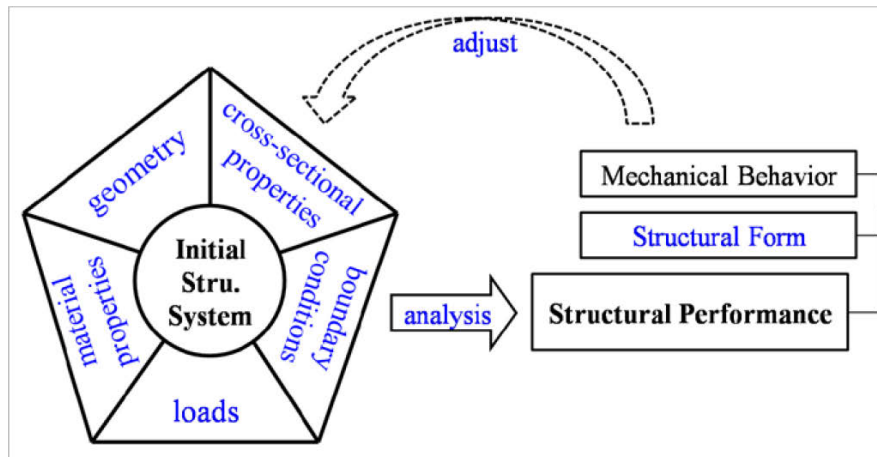 adjust
geometry
cross-sectional
properties
Initial
Stru.
System
material
properties
boundary
conditions
loads
analysis
Mechanical Behavior
Structural Form
Structural Performance